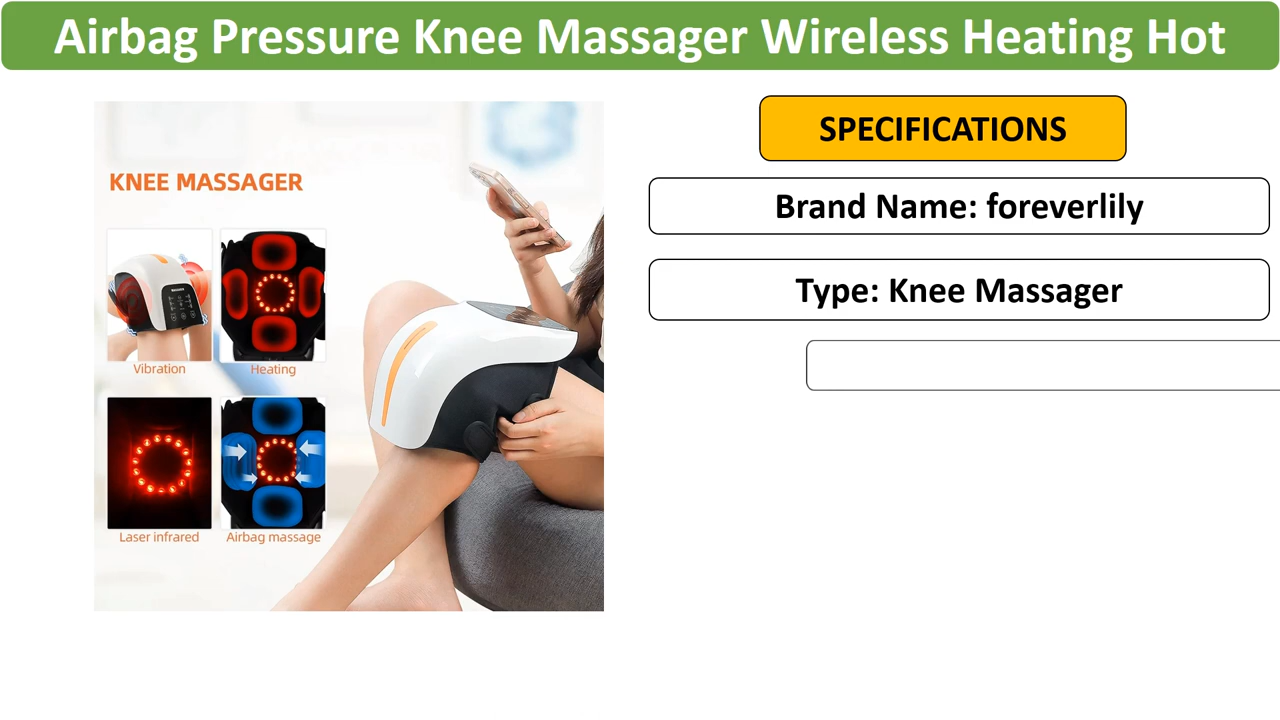 Airbag Pressure Knee Massager Wireless Heating Hot
SPECIFICATIONS
Brand Name: foreverlily
Type: Knee Massager
KNEE MASSAGER
Vibration
Heating
Laser infrared
Airbag massage